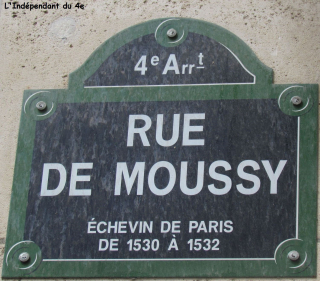 L'Indépendant du 4e
4e Arrt
RUE
DE MOUSSY
ÉCHEVIN DE PARIS
DE 1530 À 1532